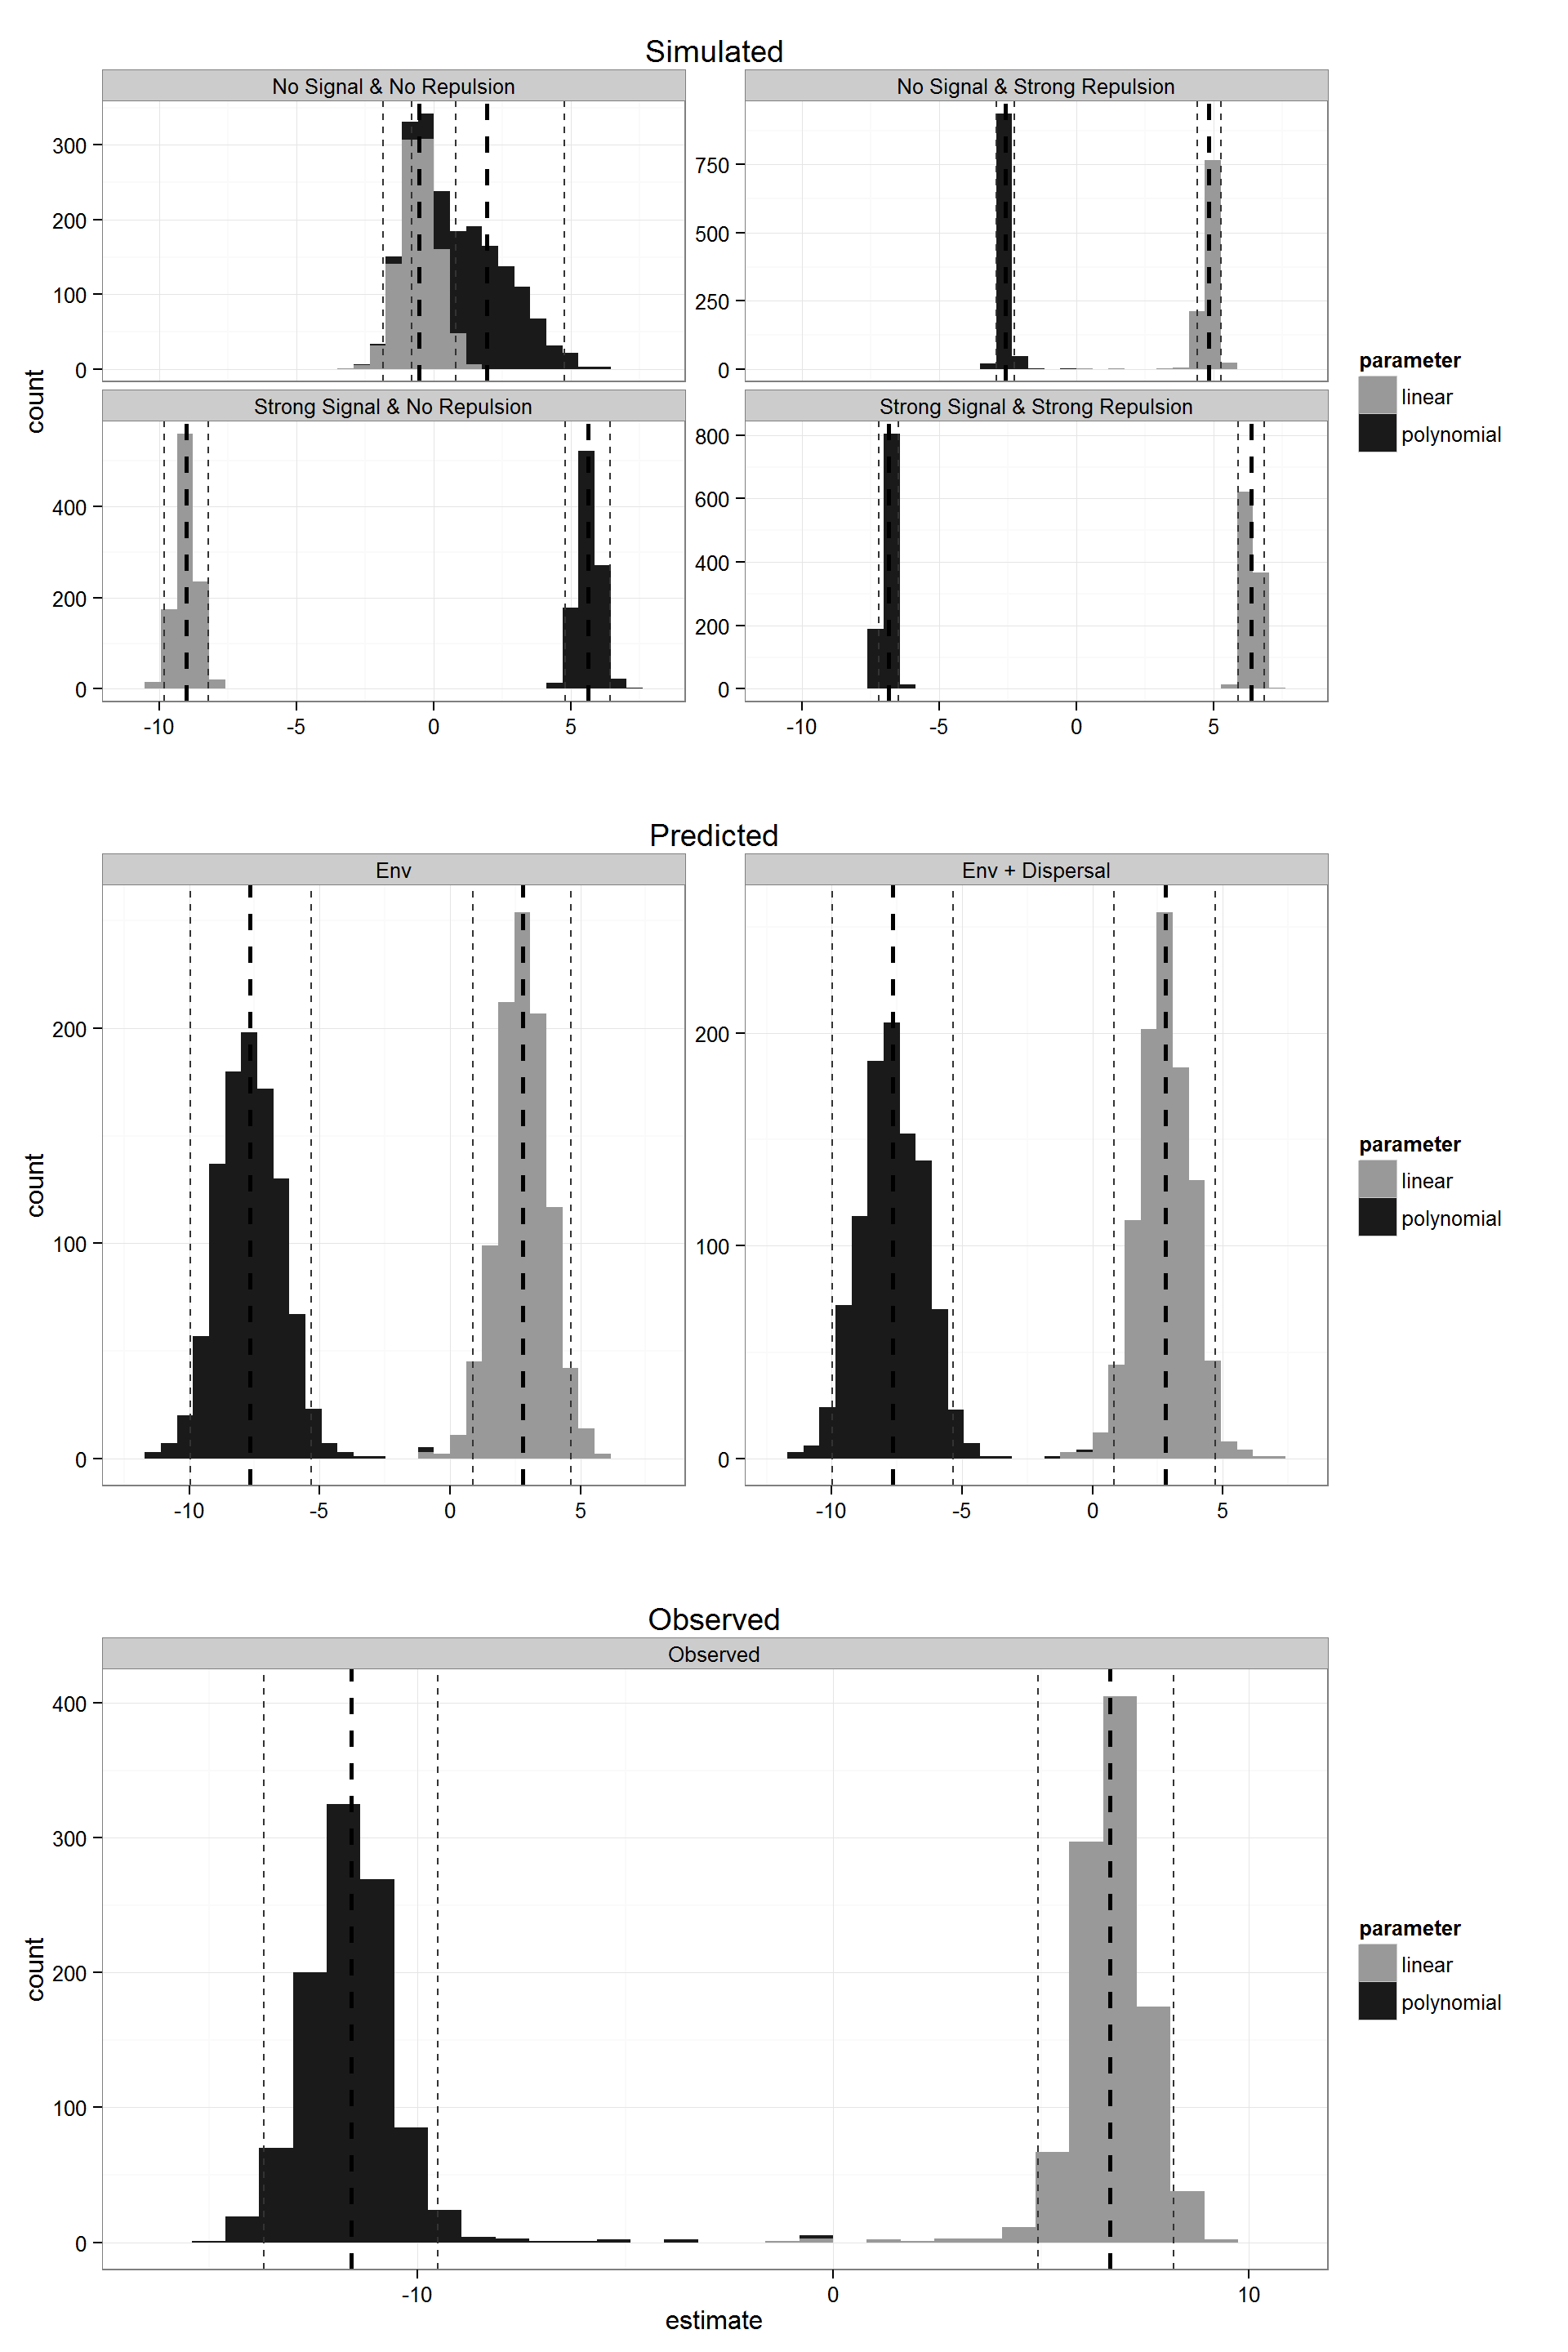 Simulated
No Signal & No Repulsion
No Signal & Strong Repulsion
300
200
100
0
750
500
250
0
Strong Signal & No Repulsion
Strong Signal & Strong Repulsion
400
200
0
800
600
400
200
0
-10 -5 0 5
-10 -5 0 5
count
parameter
linear
polynomial
Predicted
Env
Env + Dispersal
200
100
0
200
100
0
-10 -5 0 5
-10 -5 0 5
count
parameter
linear
polynomial
Observed
Observed
400
300
200
100
0
-10 0 10
count
estimate
parameter
linear
polynomial